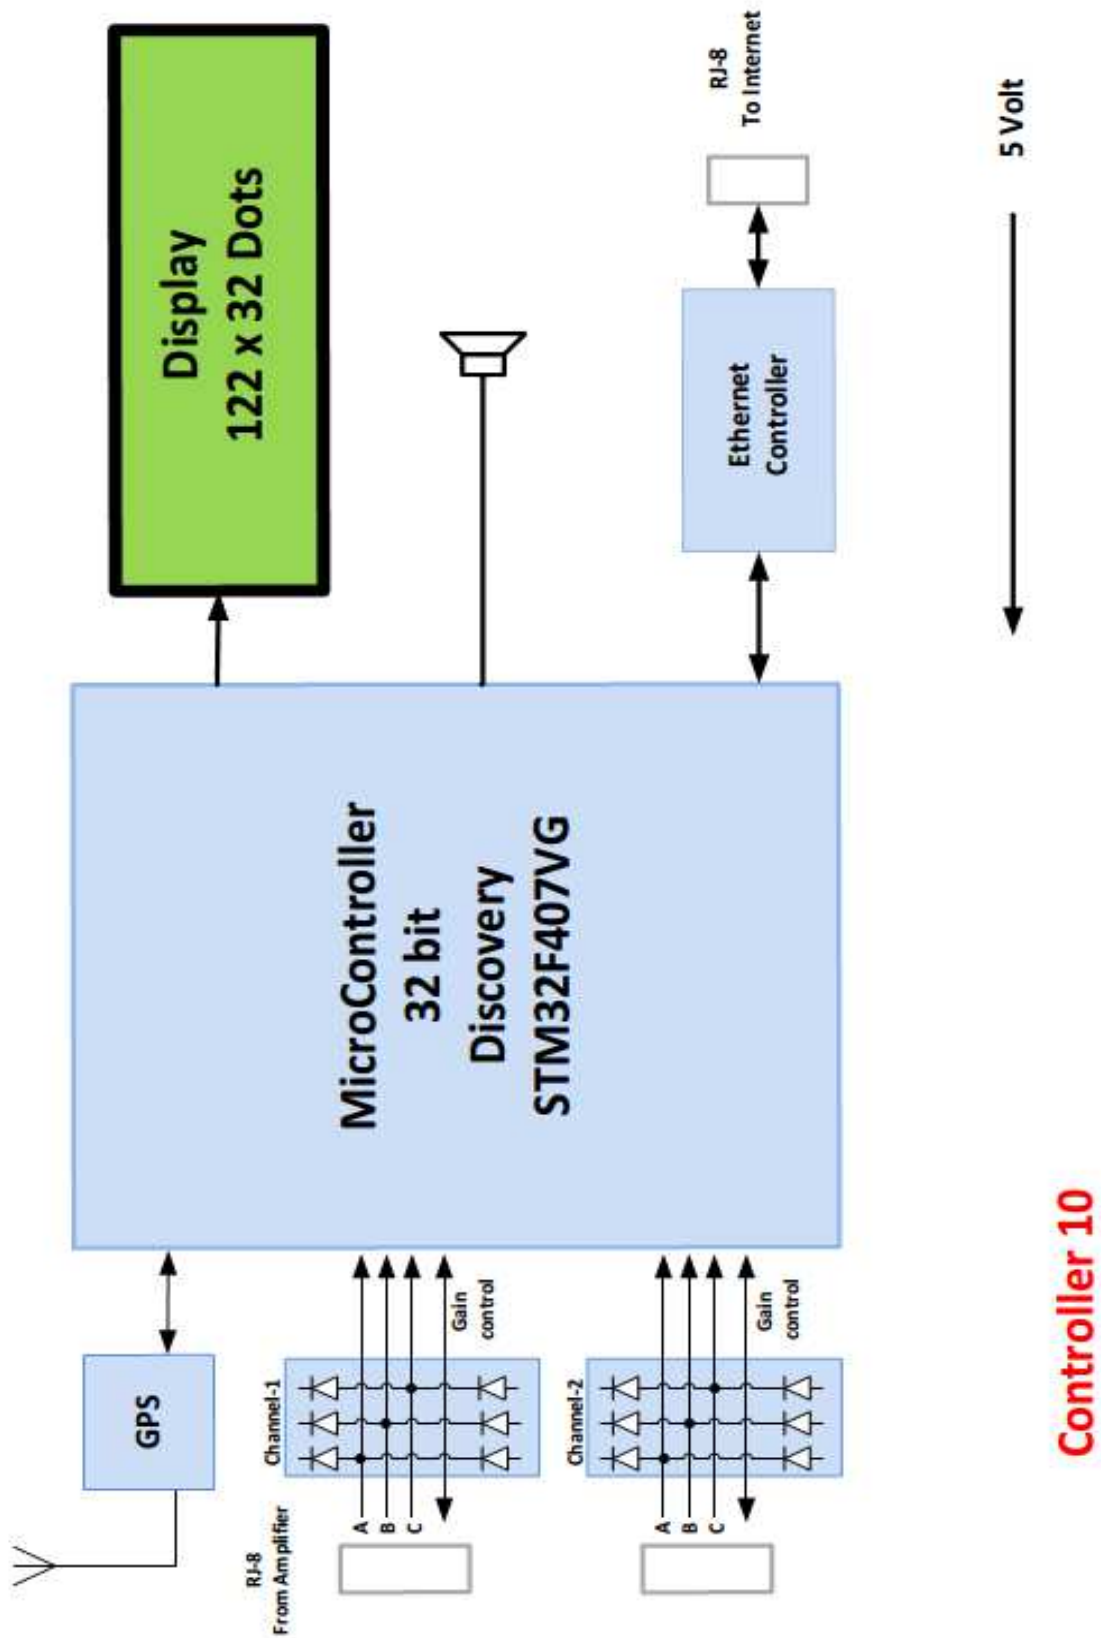 GPS
RJ-8
From Amplifier
Channel-1
A
B
C
Gain
control
Channel-2
A
B
C
Gain
control
MicroController
32 bit
Discovery
STM32F407VG
Display
122 x 32 Dots
Ethernet
Controller
RJ-8
To Internet
5 Volt
Controller 10